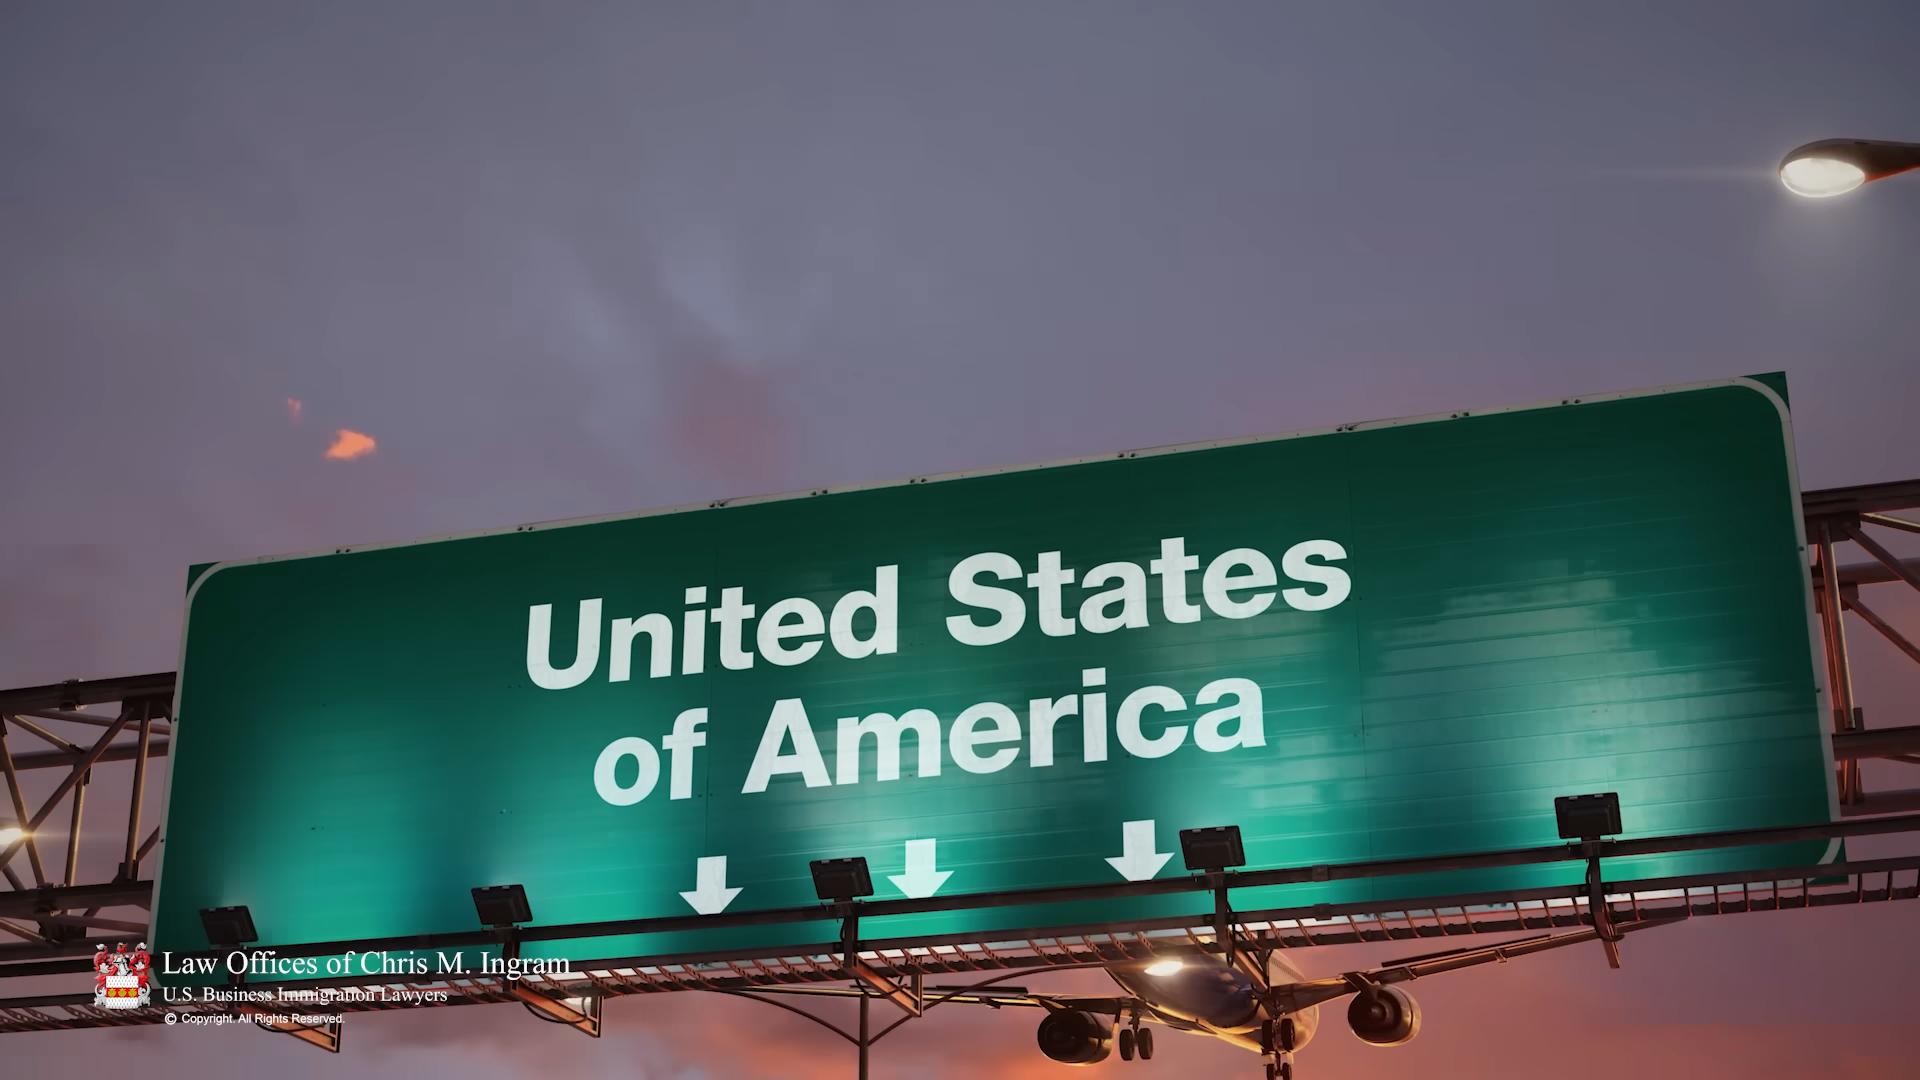 United States
of America
Law Offices of Chris M. Ingram
U.S. Business Immigration Lawyers
© Copyright. All Rights Reserved.